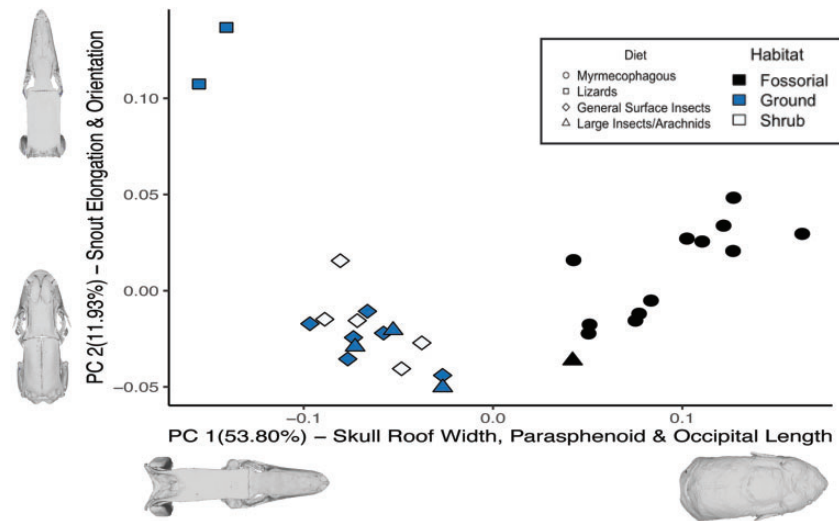 Diet
Myrmecophagous
Lizards
General Surface Insects
Large Insects/Arachnids
Habitat
Fossorial
Ground
Shrub
PC 2(11.93%) – Snout Elongation & Orientation
0.10
0.05
0.00
−0.05
−0.1
0.0
0.1
PC 1(53.80%) – Skull Roof Width, Parasphenoid & Occipital Length